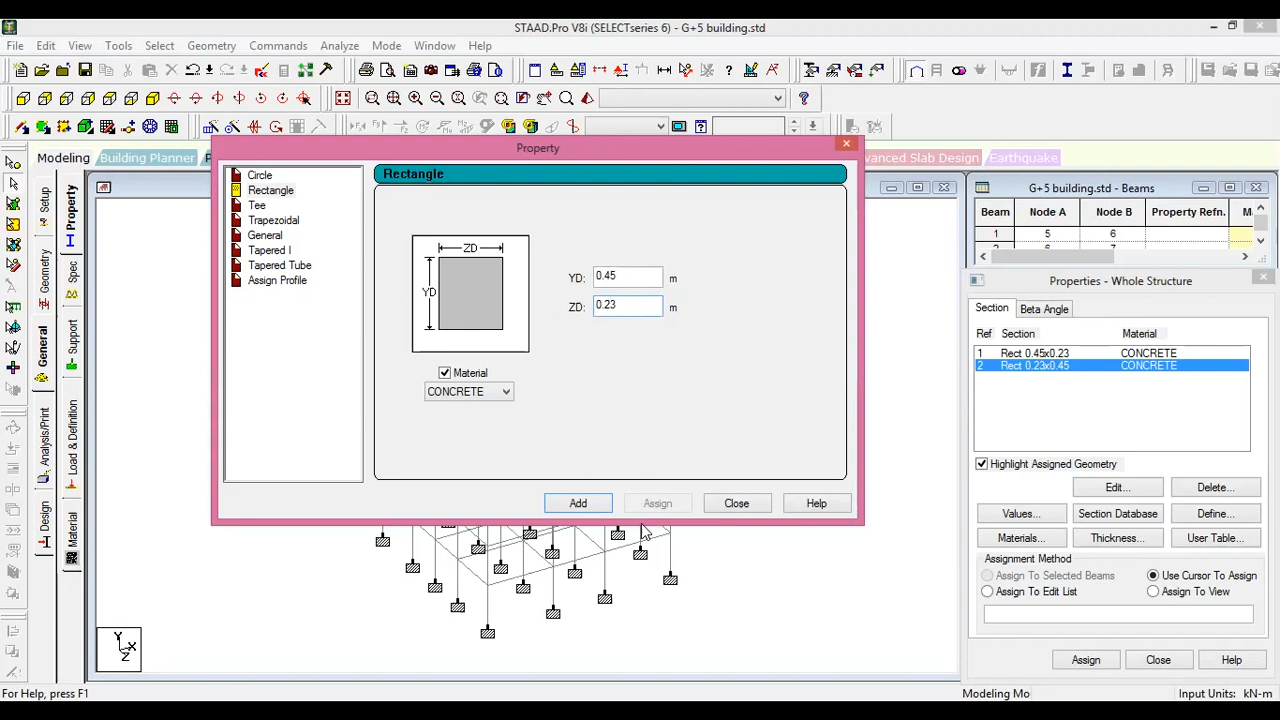 STAAD.Pro V8i (SELECTseries 6) - G+5 building.std
File Edit View Tools Select Geometry Commands Analyze Mode Window Help
Modeling Building Planner
dvanced Slab Design Earthquake
Property
Circle
Rectangle
Tee
Trapezoidal
General
Tapered I
Tapered Tube
Assign Profile
Rectangle
ZD
YD
YD: 0.45 m
ZD: 0.23 m
Material
CONCRETE
Add Assign Close Help
Setup
Geometry
General
Analysis/Print
Design
Property
Spec
Support
Load & Definition
Material
G+5 building.std - Beams
Beam Node A Node B Property Refn. M
1 5 6
Properties - Whole Structure
Section Beta Angle
Ref Section Material
1 Rect 0.45x0.23 CONCRETE
2 Rect 0.23x0.45 CONCRETE
Highlight Assigned Geometry
Edit... Delete...
Values... Section Database Define...
Materials... Thickness... User Table...
Assignment Method
Assign To Selected Beams Use Cursor To Assign
Assign To Edit List Assign To View
Assign Close Help
Y
X
Z
For Help, press F1
Modeling Mo Input Units: kN-m